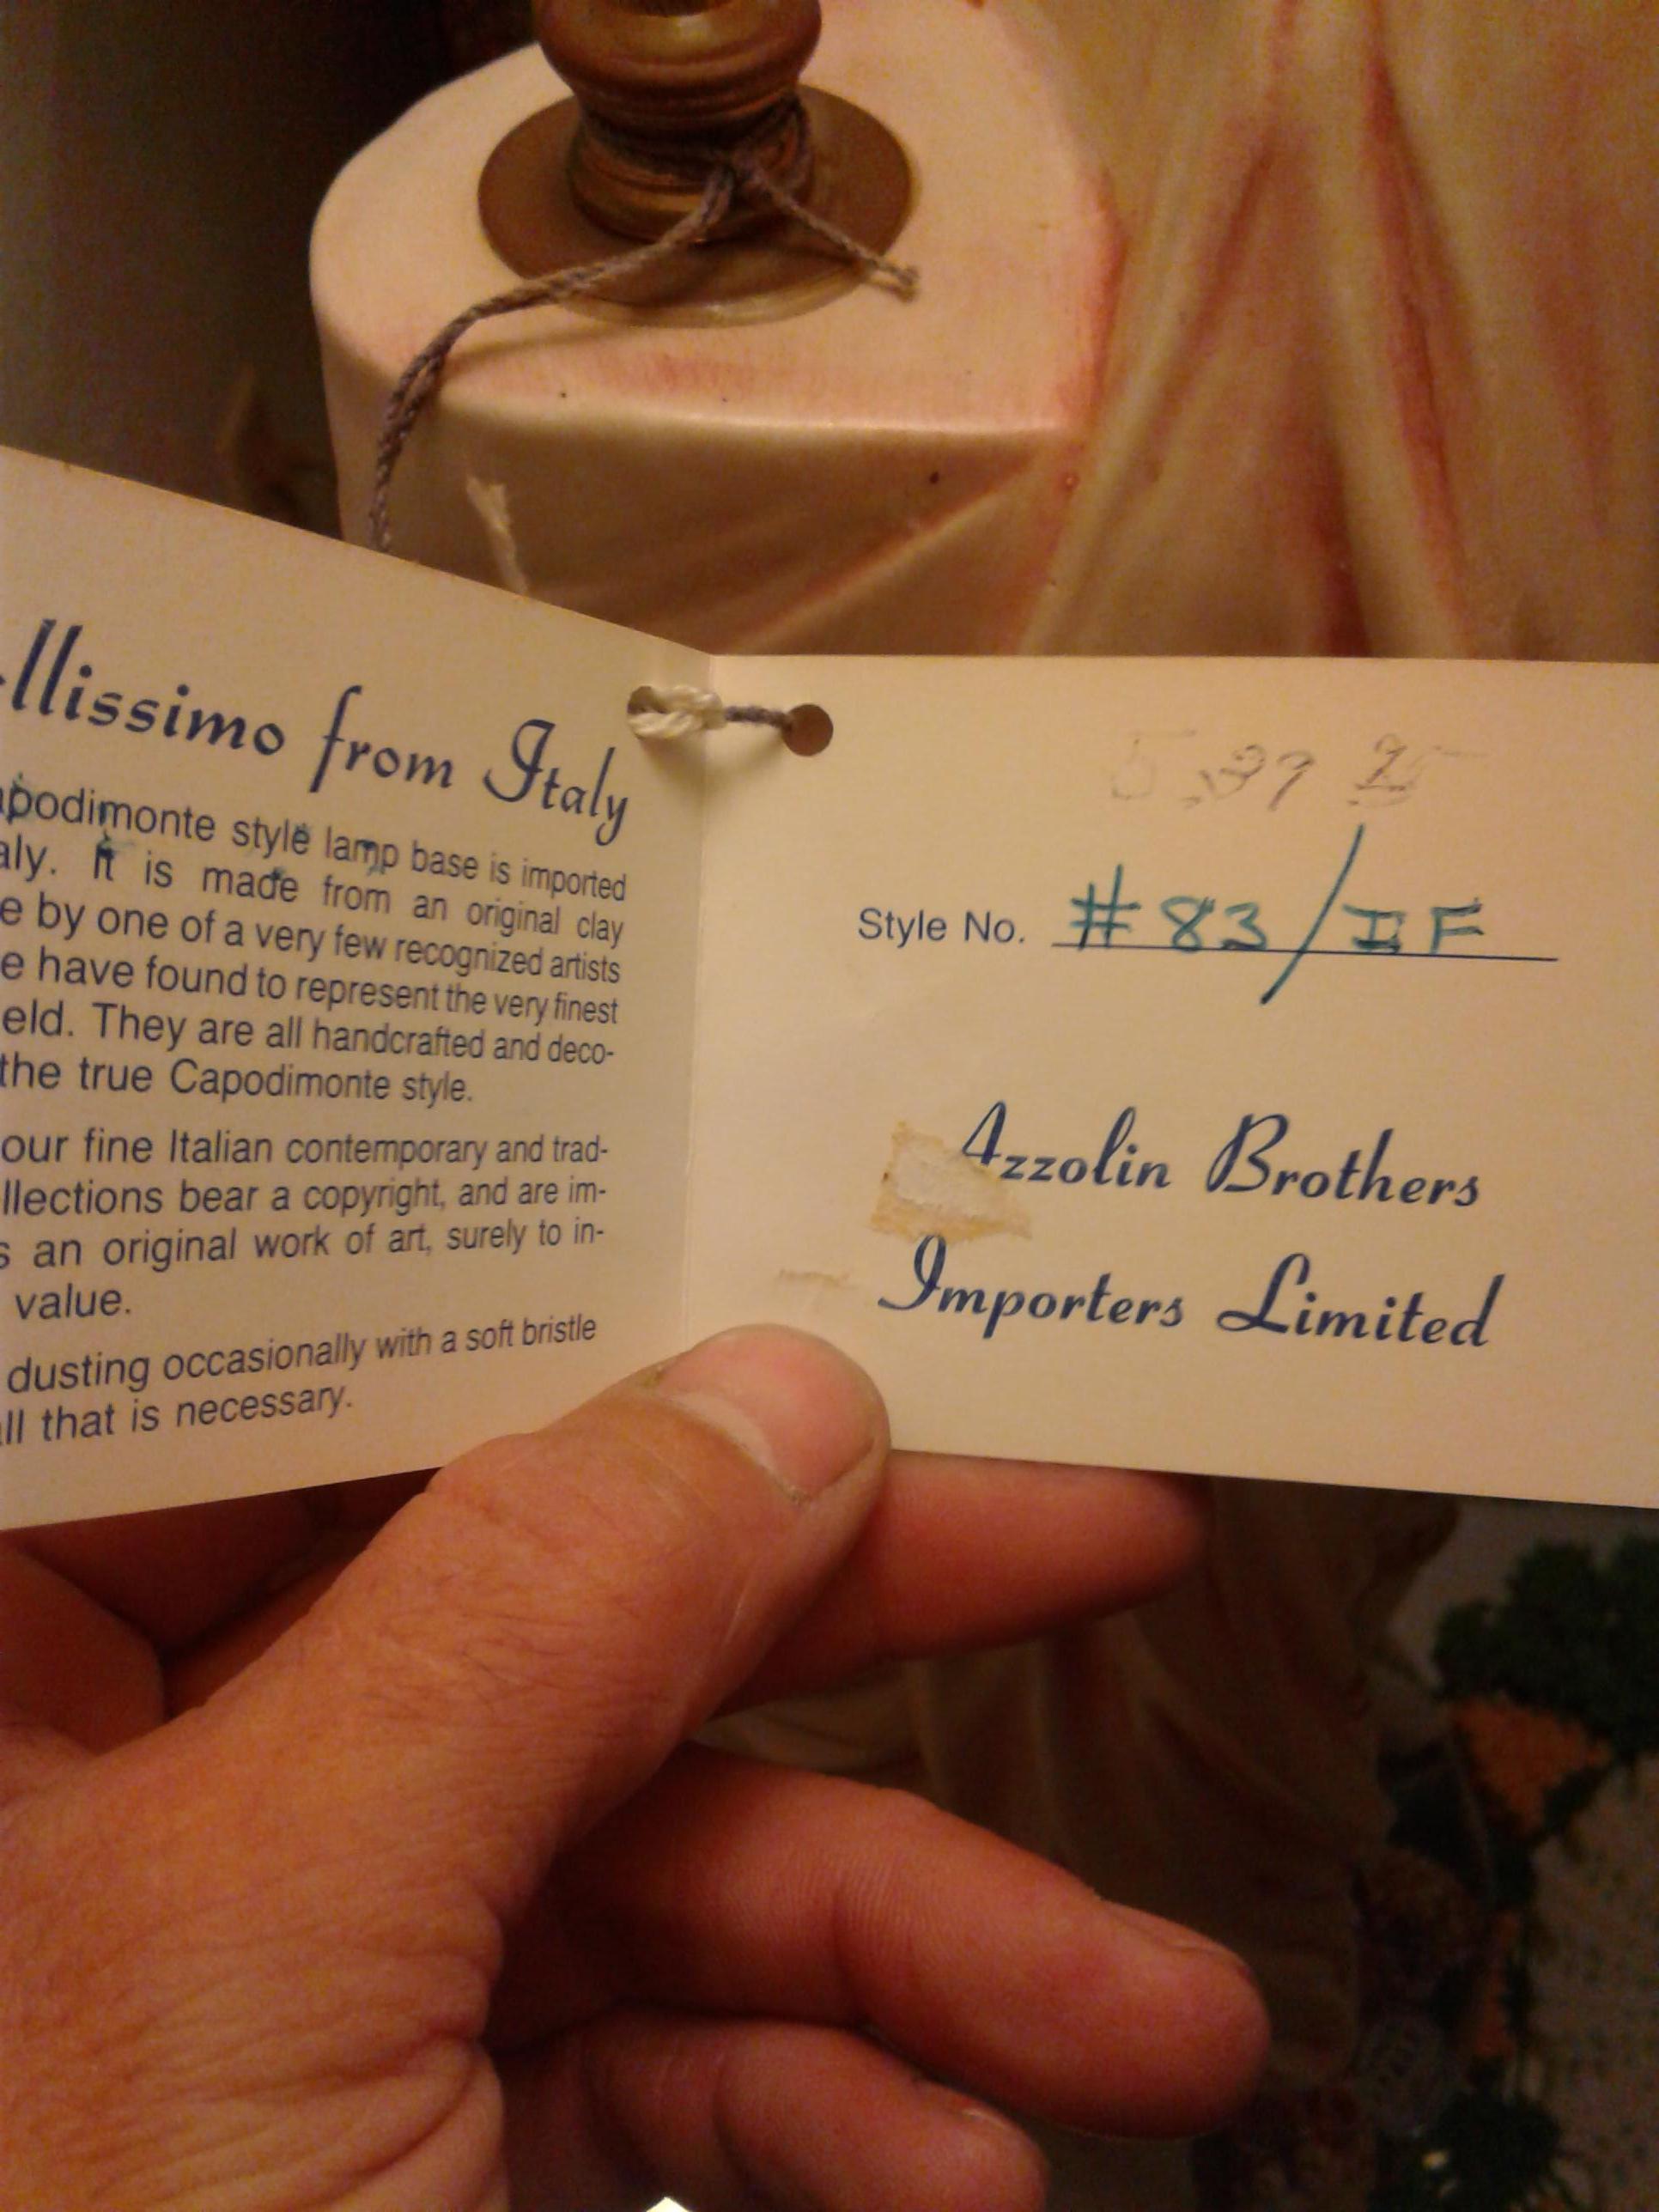 llissimo from Italy
apodimonte style lamp base is imported
aly. It is made from an original clay
e by one of a very few recognized artists
e have found to represent the very finest
eld. They are all handcrafted and deco-
the true Capodimonte style.
our fine Italian contemporary and trad-
llections bear a copyright, and are im-
s an original work of art, surely to in-
value.
dusting occasionally with a soft bristle
ll that is necessary.
Style No. #83/IF
Azzolin Brothers
Importers Limited